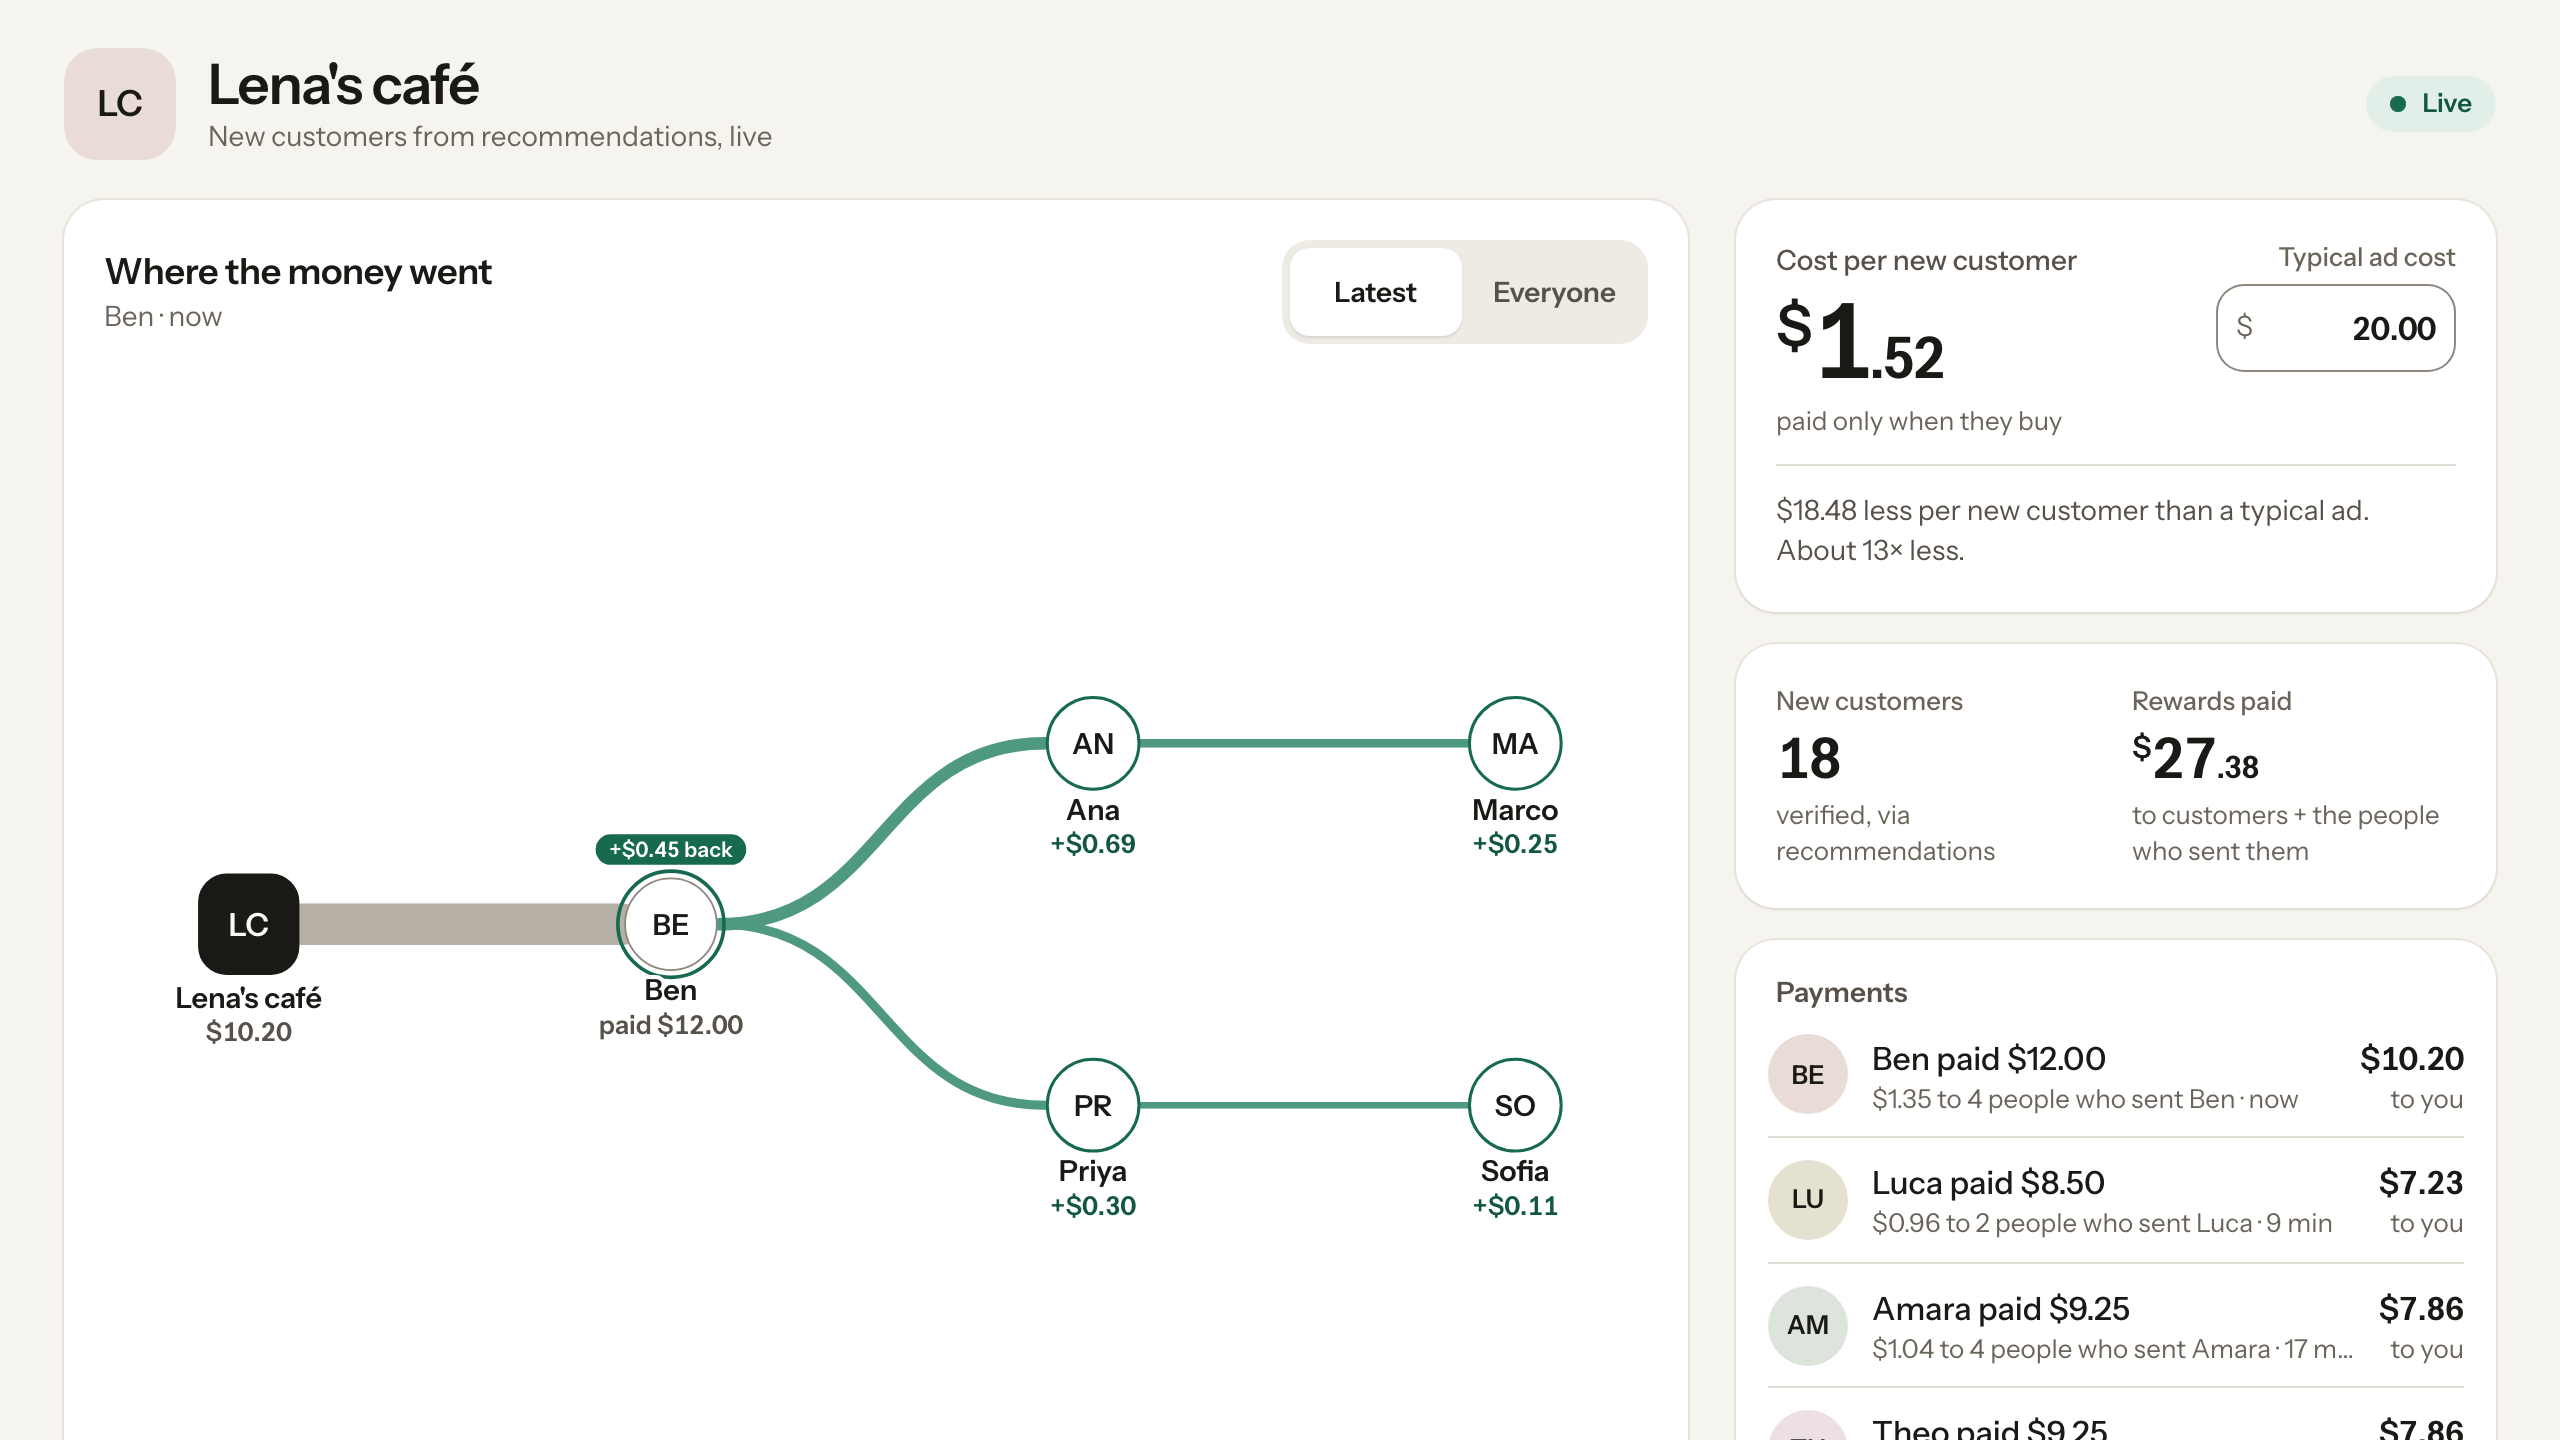 LC
Lena's café
New customers from recommendations, live
Live
Where the money went
Ben · now
Latest
Everyone
LC
Lena's café
$10.20
+$0.45 back
BE
Ben
paid $12.00
AN
Ana
+$0.69
MA
Marco
+$0.25
PR
Priya
+$0.30
SO
Sofia
+$0.11
Cost per new customer
$1.52
paid only when they buy
Typical ad cost
$ 20.00
$18.48 less per new customer than a typical ad.
About 13× less.
New customers
18
verified, via
recommendations
Rewards paid
$27.38
to customers + the people
who sent them
Payments
BE
Ben paid $12.00
$1.35 to 4 people who sent Ben · now
$10.20
to you
LU
Luca paid $8.50
$0.96 to 2 people who sent Luca · 9 min
$7.23
to you
AM
Amara paid $9.25
$1.04 to 4 people who sent Amara · 17 m...
$7.86
to you
Theo paid $9.25
$7.86